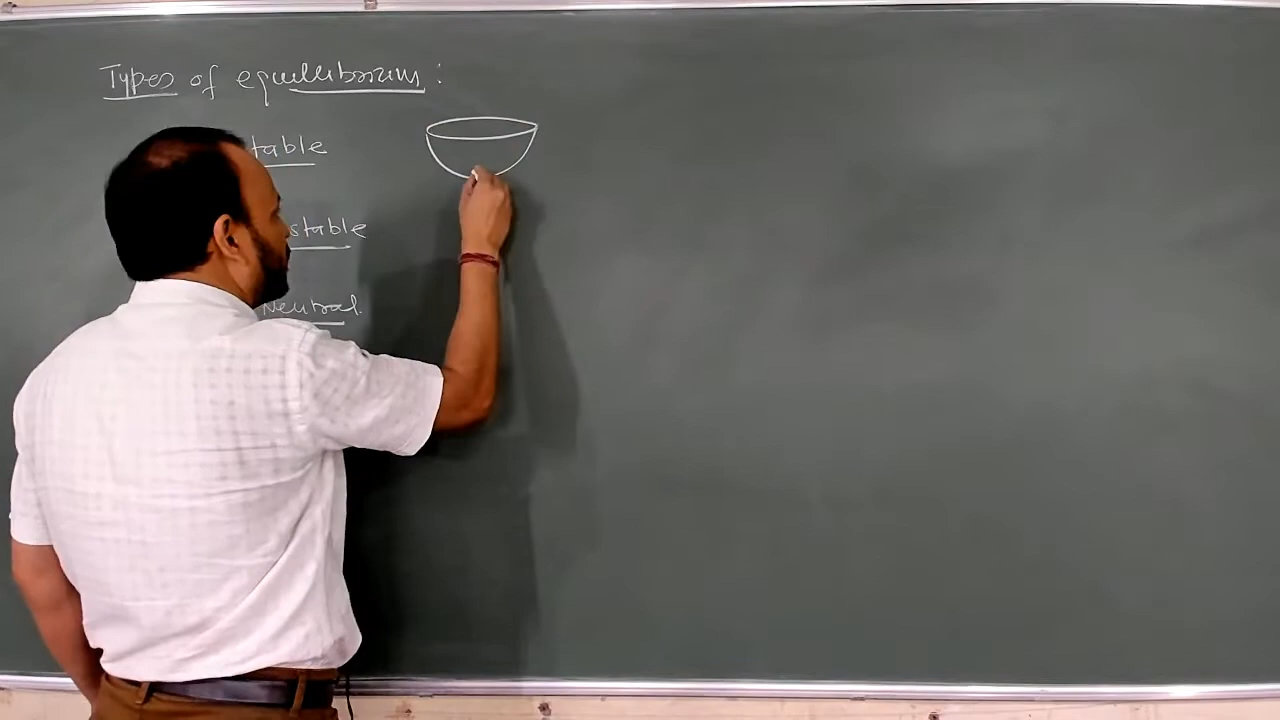 Types of equilibrium:
table
stable
Neutral.